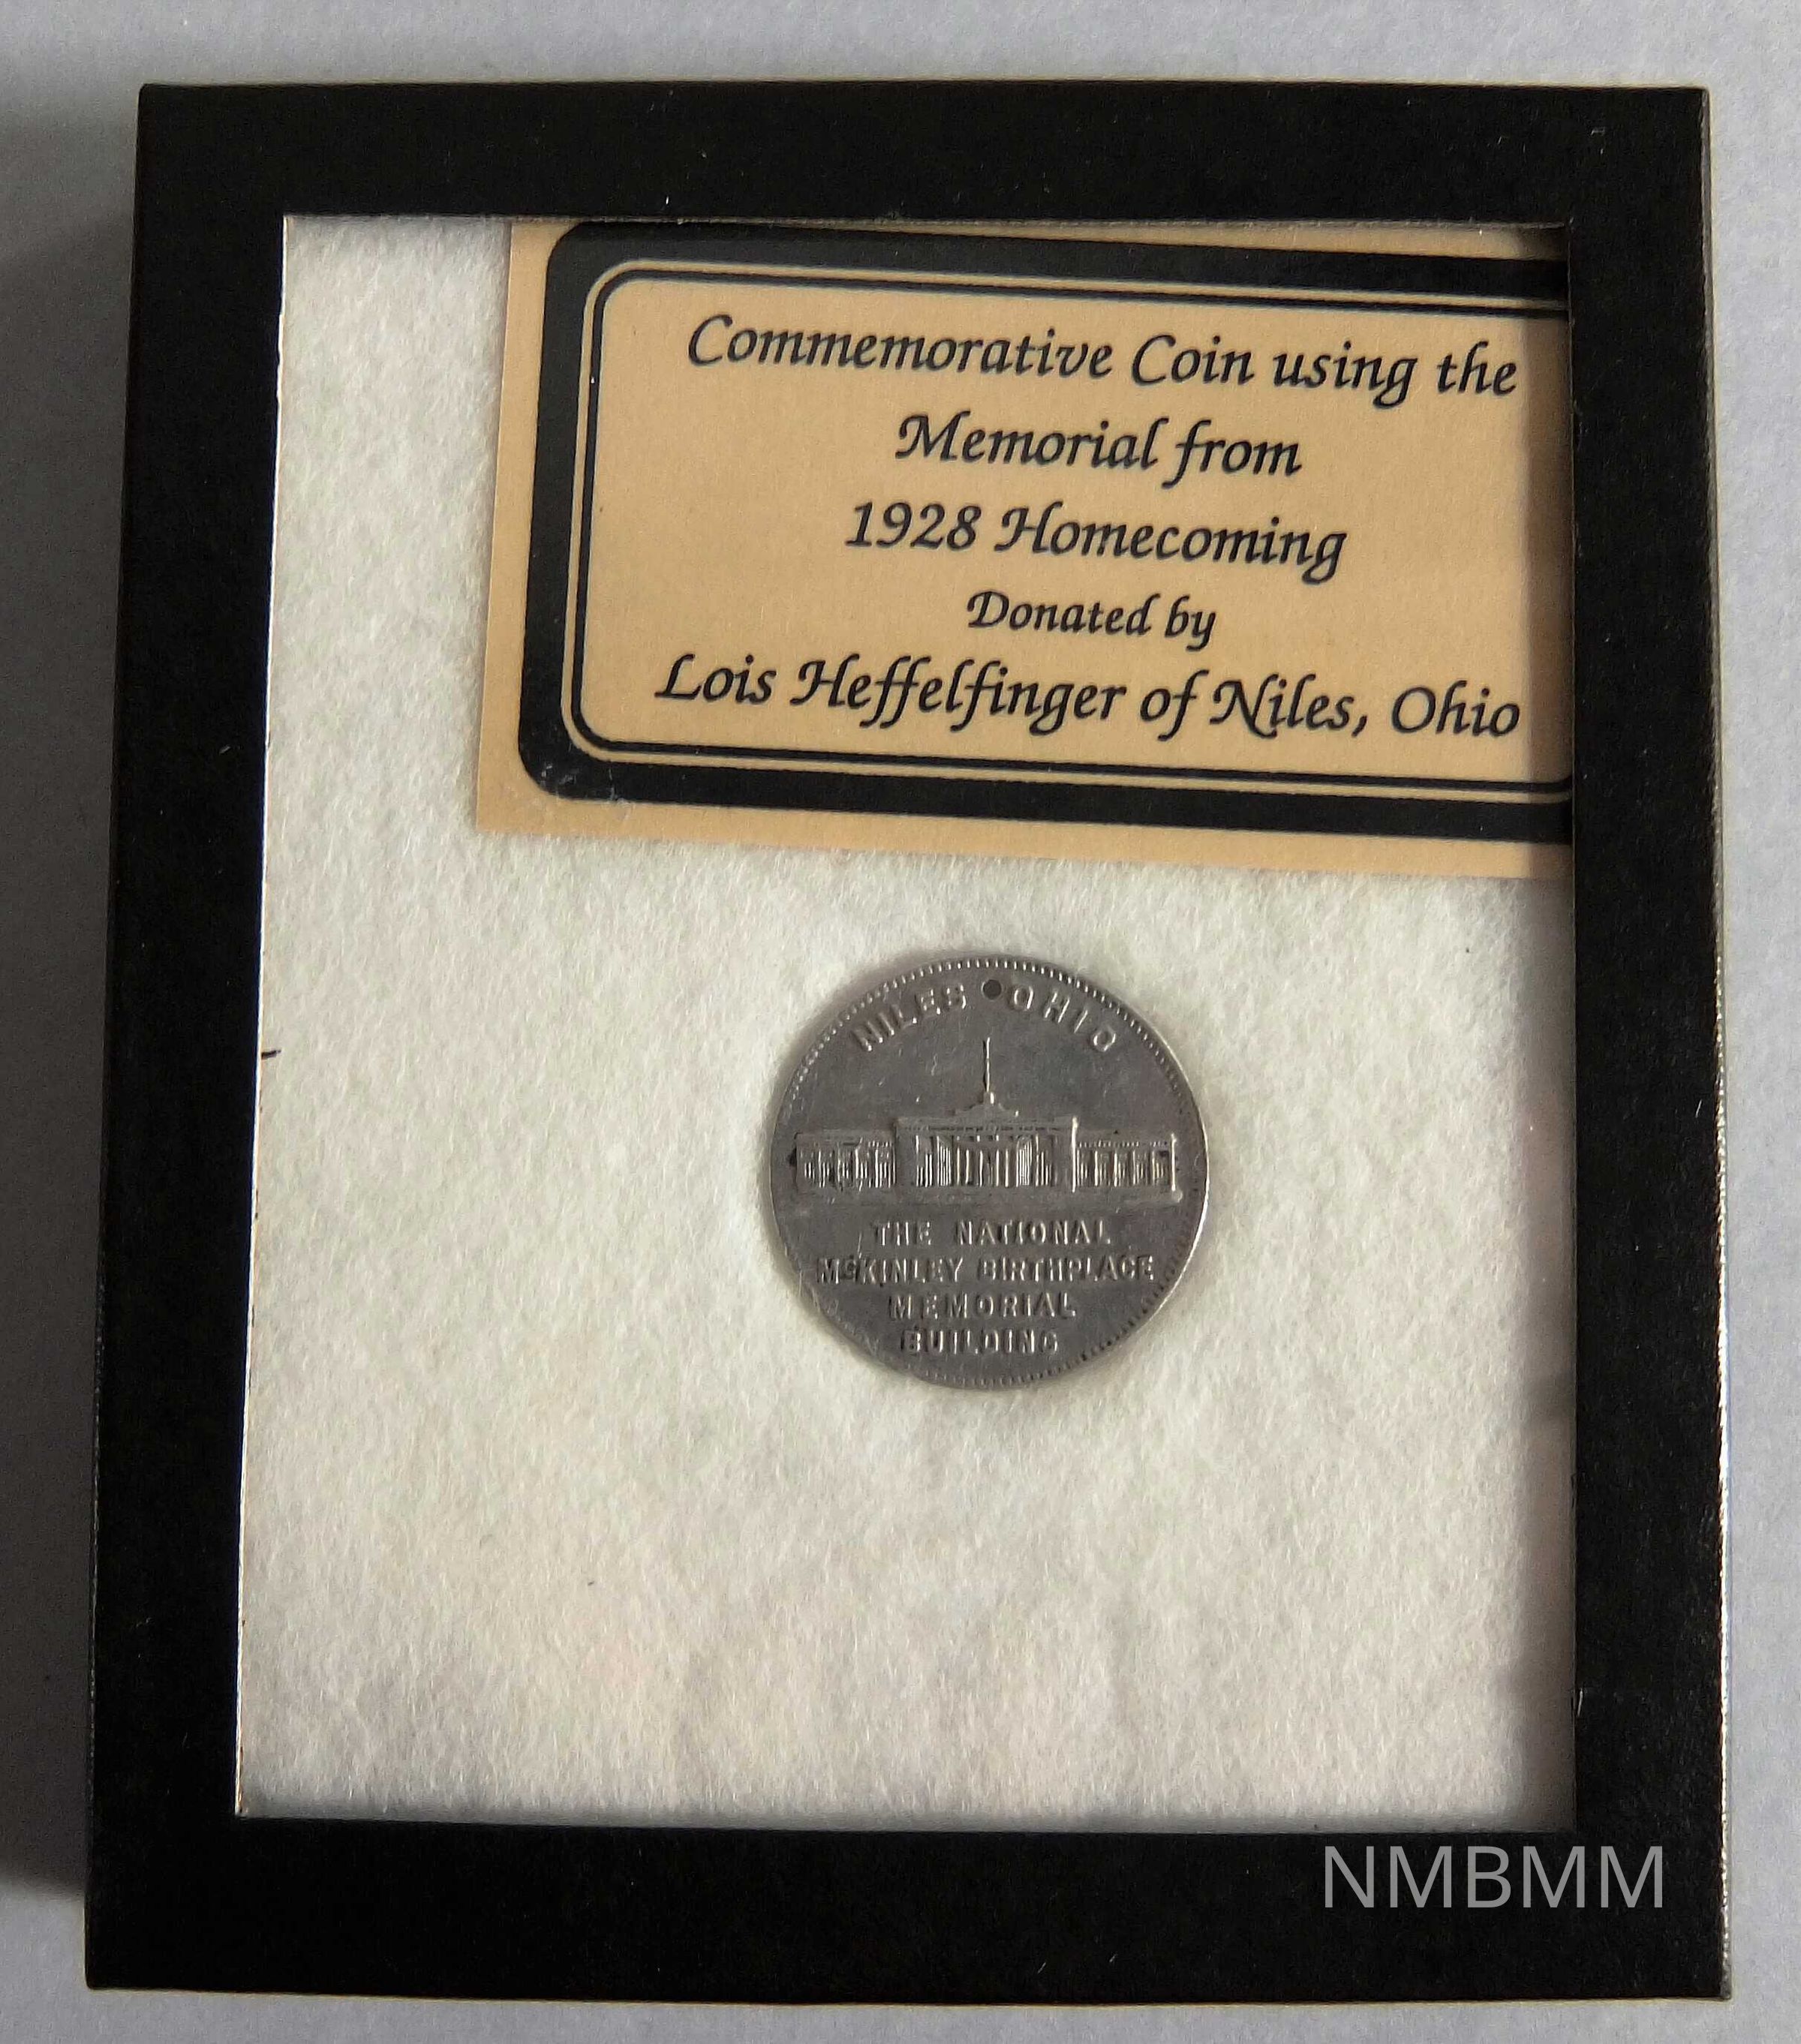 Commemorative Coin using the
Memorial from
1928 Homecoming
Donated by
Lois Heffelfinger of Niles, Ohio
NILES OHIO
THE NATIONAL
McKINLEY BIRTHPLACE
MEMORIAL
BUILDING
NMBMM